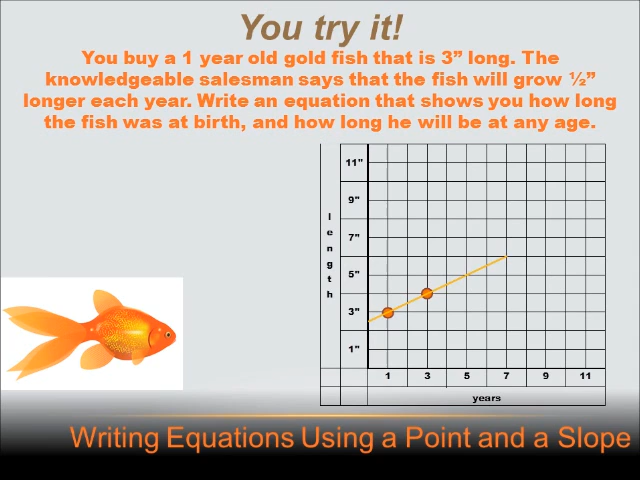 You try it!
You buy a 1 year old gold fish that is 3” long. The
knowledgeable salesman says that the fish will grow ½”
longer each year. Write an equation that shows you how long
the fish was at birth, and how long he will be at any age.
11"
9"
7"
5"
3"
1"
length
1 3 5 7 9 11
years
Writing Equations Using a Point and a Slope